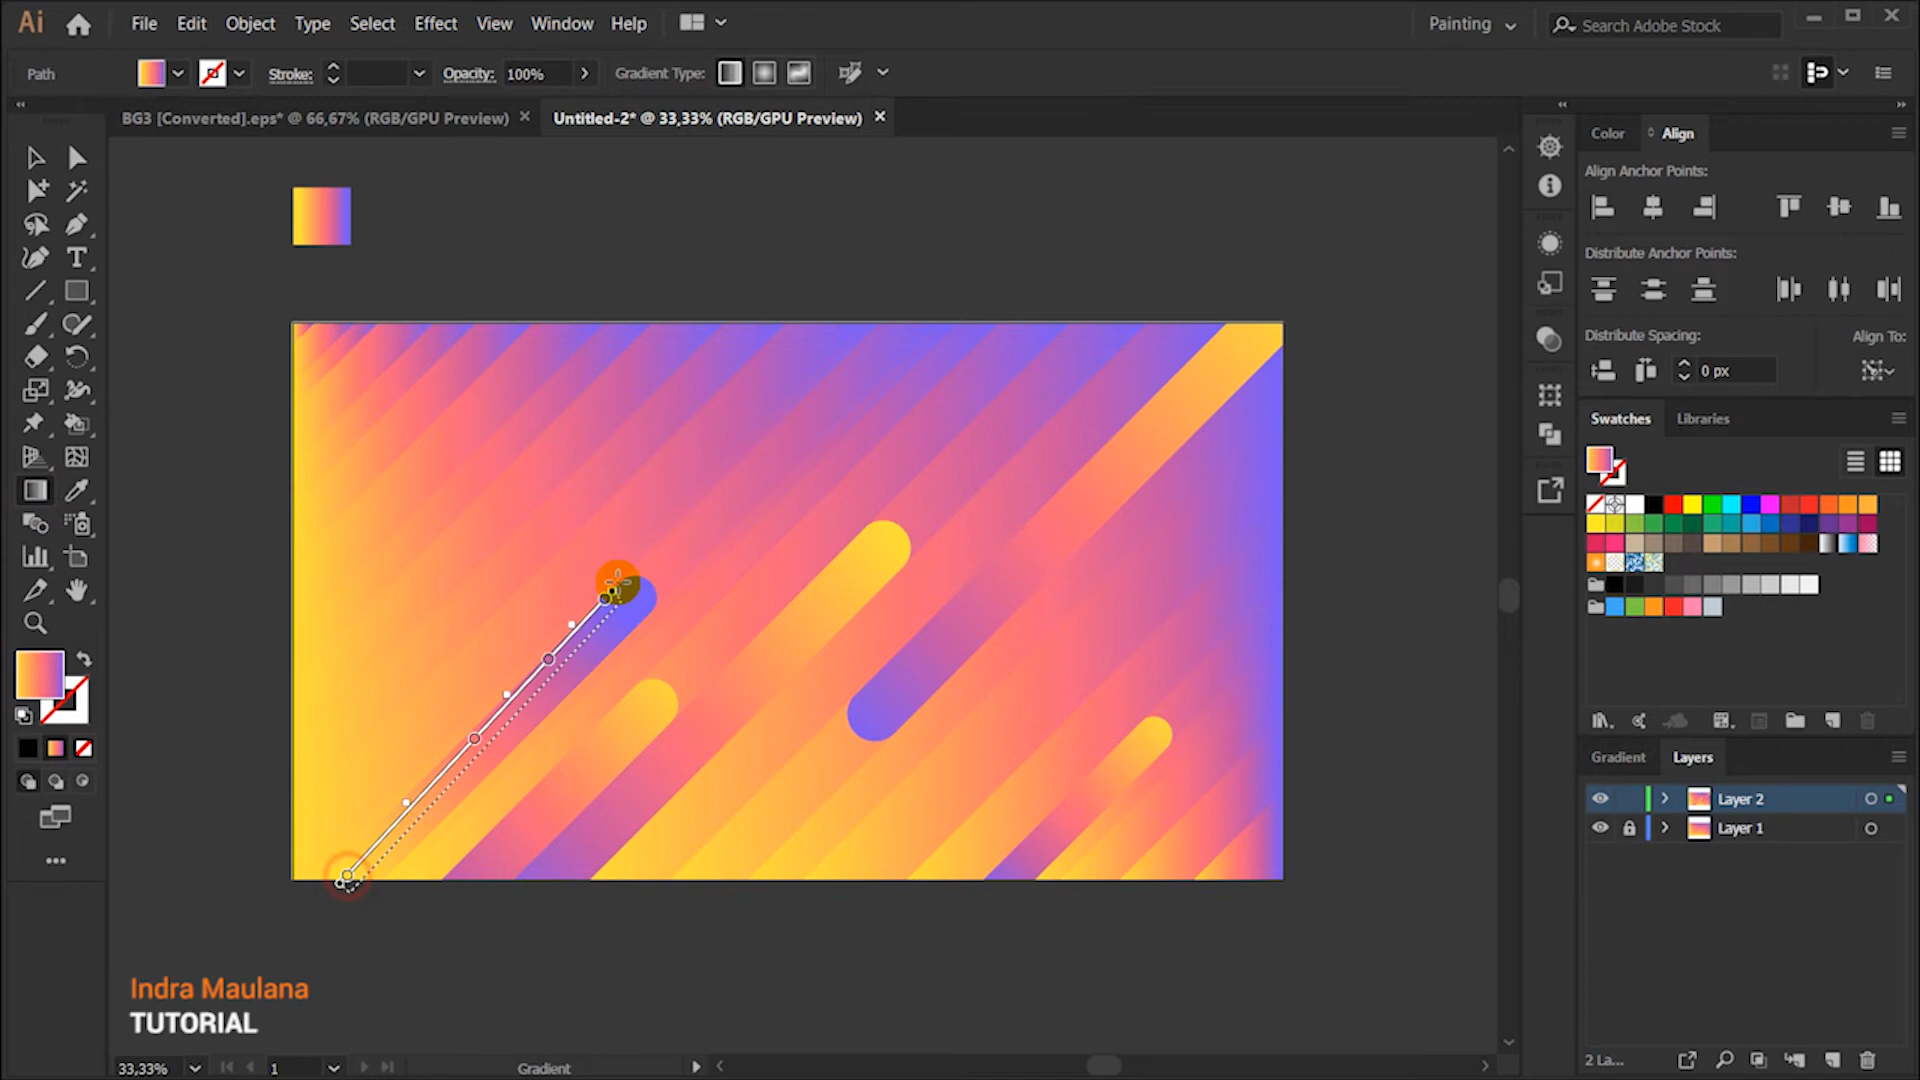 Ai File Edit Object Type Select Effect View Window Help Painting Search Adobe Stock
Path Stroke: Opacity: 100% Gradient Type:
BG3 [Converted].eps* @ 66,67% (RGB/GPU Preview) Untitled-2* @ 33,33% (RGB/GPU Preview)
Color Align
Align Anchor Points:
Distribute Anchor Points:
Distribute Spacing: Align To:
0 px
Swatches Libraries
Gradient Layers
Layer 2
Layer 1
Indra Maulana
TUTORIAL
33,33% 1 Gradient 2 La...